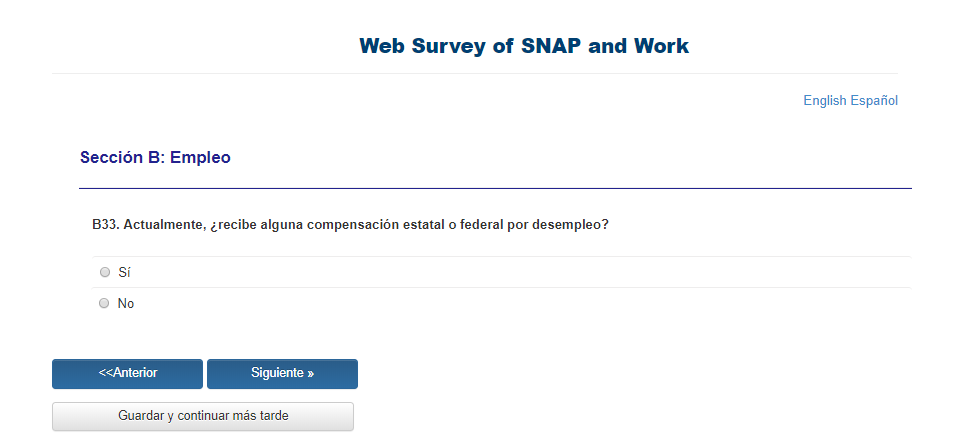 Web Survey of SNAP and Work
English Español
Sección B: Empleo
B33. Actualmente, ¿recibe alguna compensación estatal o federal por desempleo?
Sí
No
<<Anterior
Siguiente »
Guardar y continuar más tarde